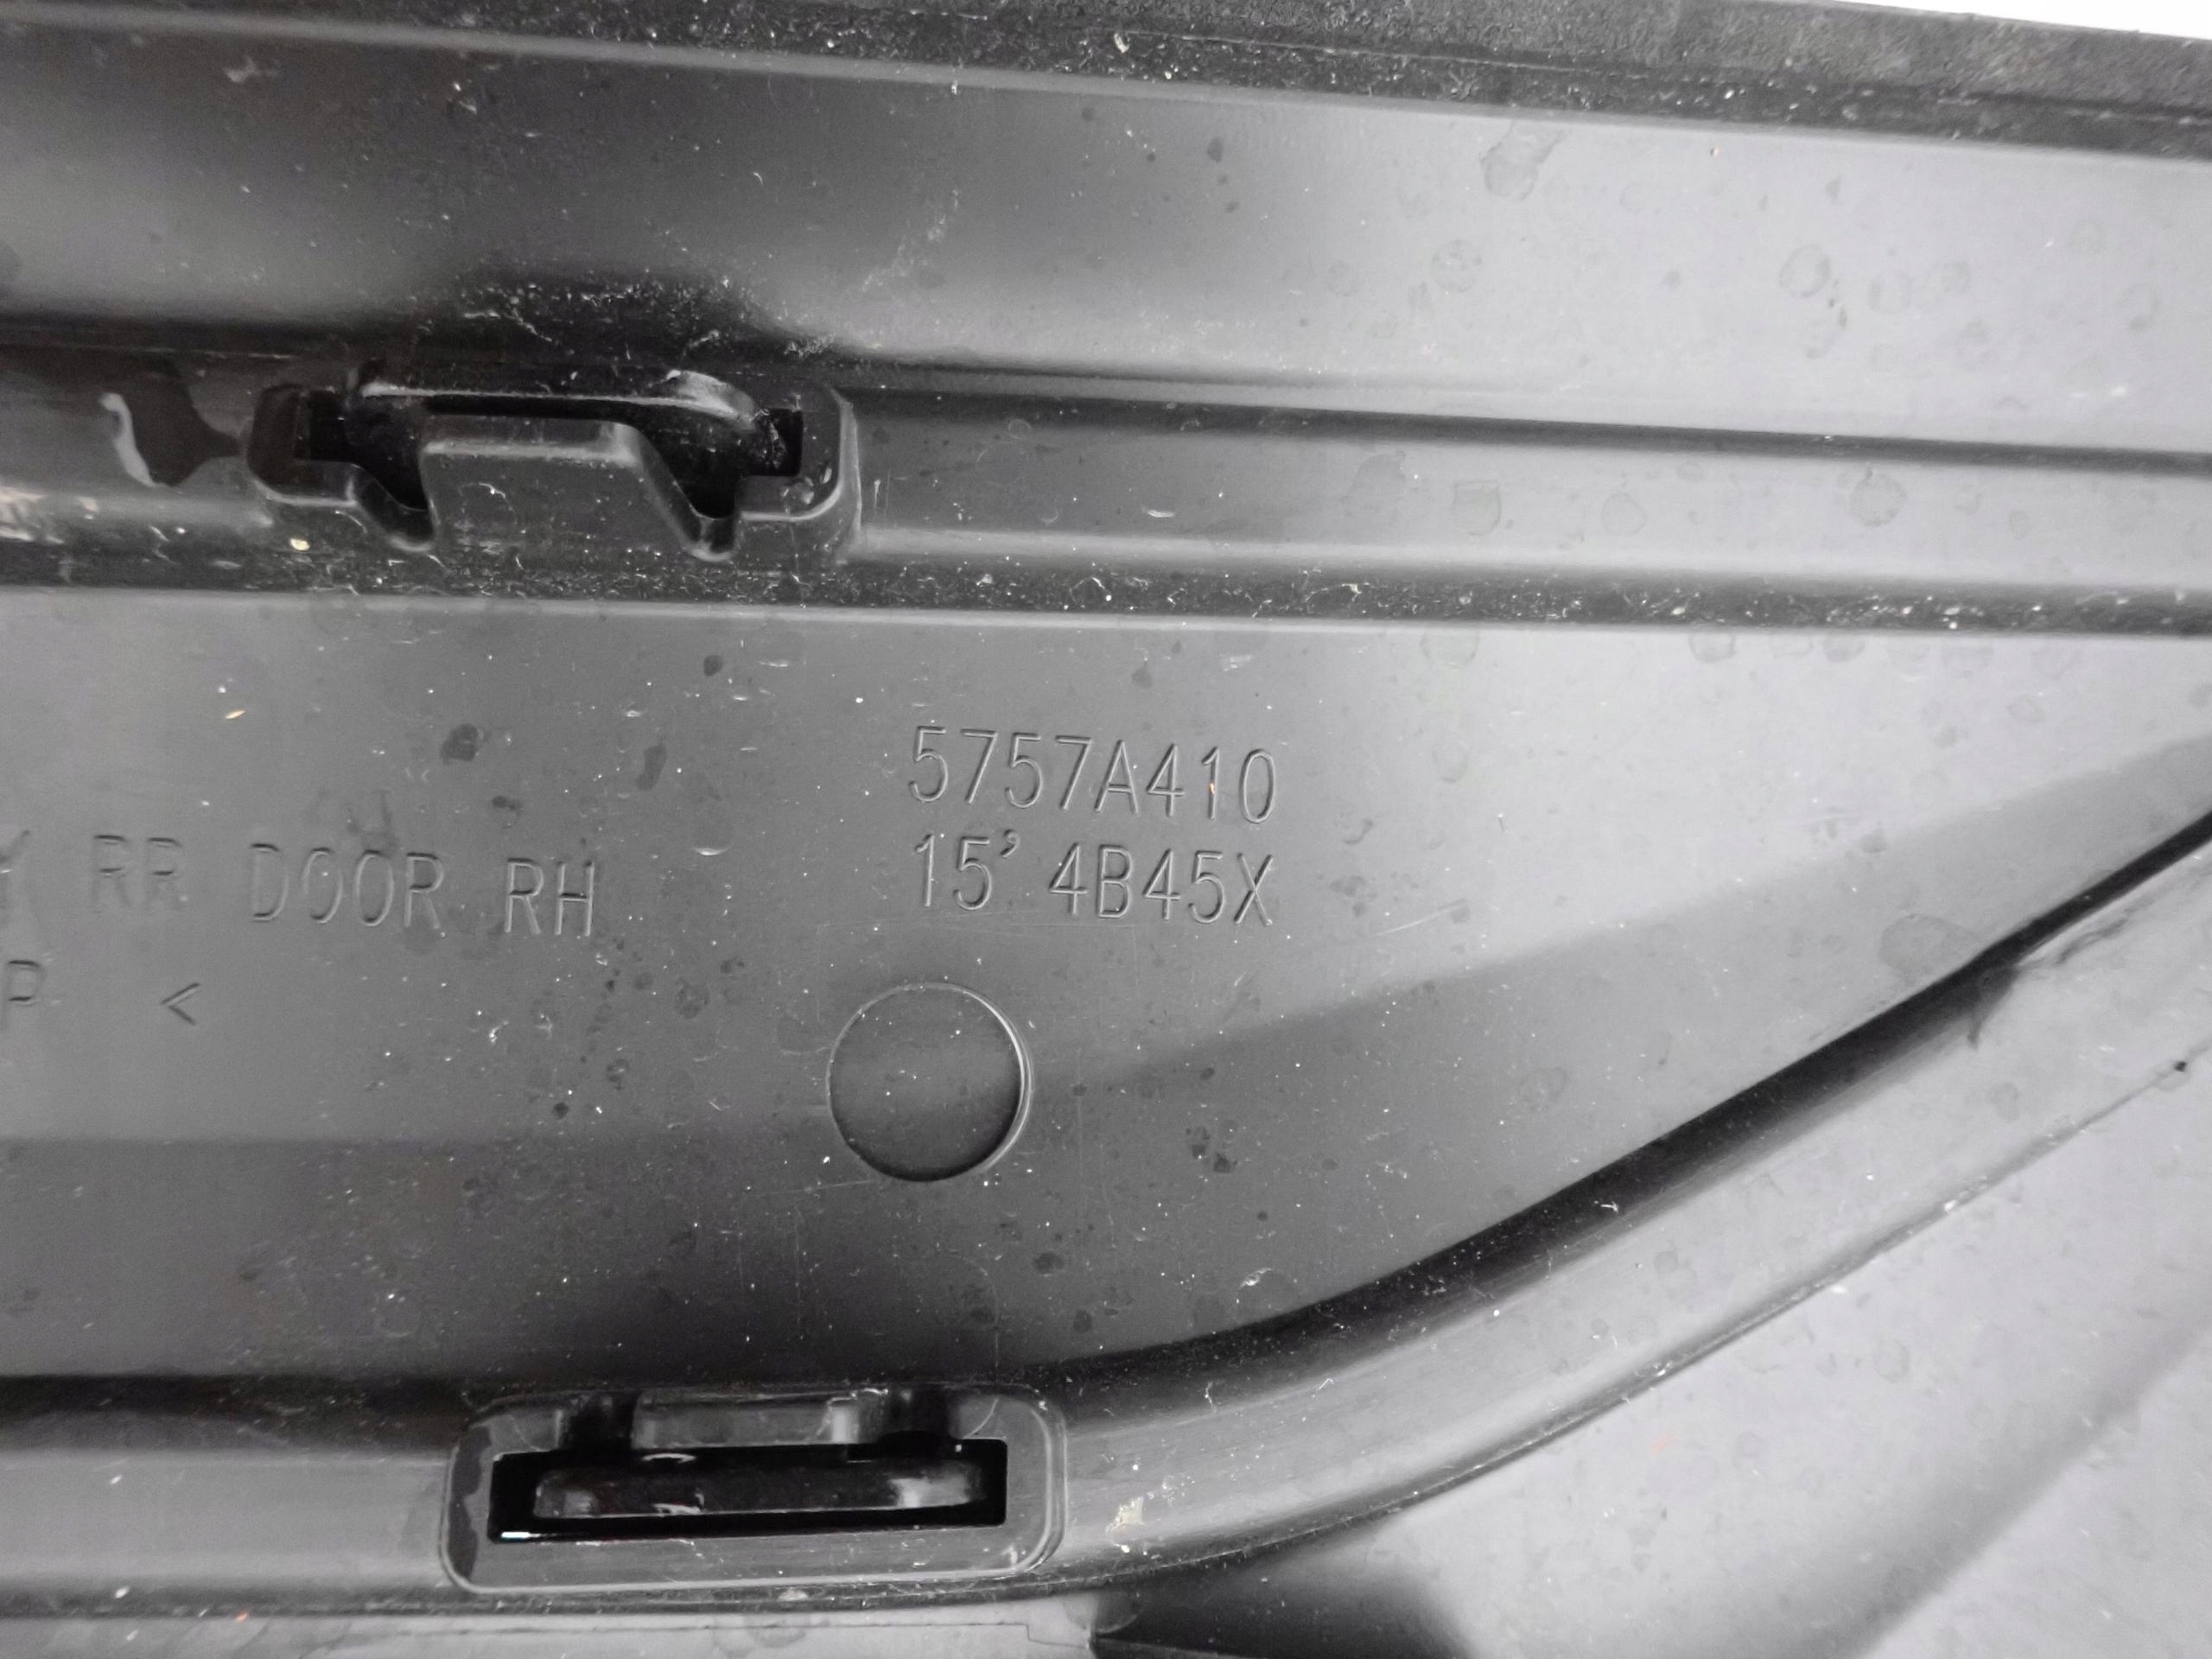 5757A410
15' 4B45X
RR DOOR RH
P <